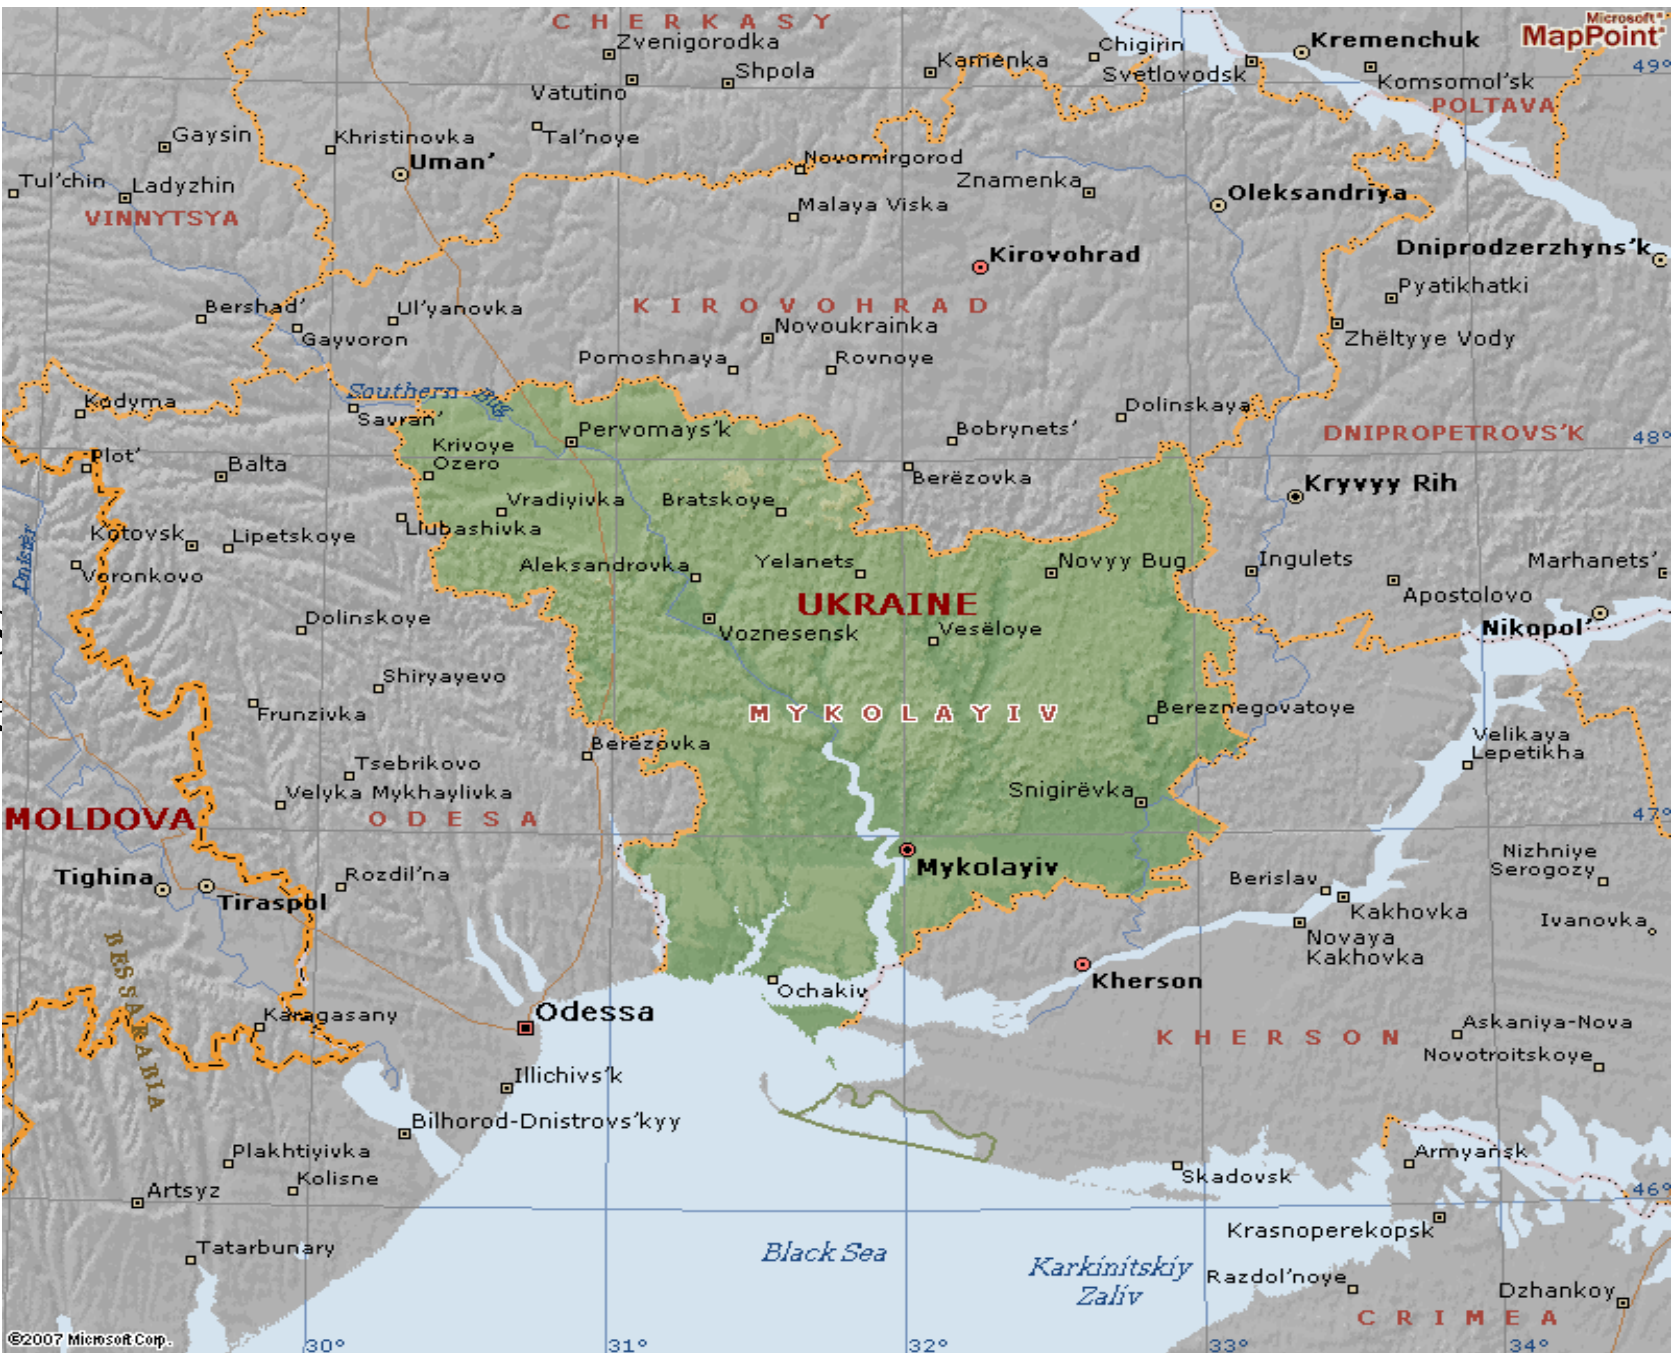 CHERKASY
Microsoft®
MapPoint®
Zvenigorodka
Chigirin
Kremenchuk
Kamenka
Shpola
Svetlovodsk
49°
Vatutino
Komsomol'sk
POLTAVA
Gaysin
Khristinovka
Tal'noye
Uman'
Novomirgorod
Tul'chin
Ladyzhin
Znamenka
Oleksandriya
VINNYTSYA
Malaya Viska
Kirovohrad
Dniprodzerzhyns'k
Pyatikhatki
Bershad'
Ul'yanovka
KIROVOHRAD
Gayvoron
Novoukrainka
Zhëltyye Vody
Pomoshnaya
Rovnoye
Southern Bug
Kodyma
Savran'
Dolinskaya
Pervomays'k
Bobrynets'
DNIPROPETROVS'K
48°
Krivoye
Ozero
Plot'
Balta
Berëzovka
Kryvyy Rih
Vradiyivka
Bratskoye
Kotovsk
Lipetskoye
Llubashivka
Dnister
Voronkovo
Aleksandrovka
Yelanets
Novyy Bug
Ingulets
Marhanets'
Apostolovo
UKRAINE
Dolinskoye
Voznesensk
Vesëloye
Nikopol'
Shiryayevo
Frunzivka
MYKOLAYIV
Bereznegovatoye
Berëzovka
Velikaya
Lepetikha
Tsebrikovo
Velyka Mykhaylivka
Snigirëvka
MOLDOVA
ODESA
47°
Mykolayiv
Nizhniye
Serogozy
Tighina
Rozdil'na
Berislav
Tiraspol
Kakhovka
Ivanovka
Novaya
Kakhovka
BESSARABIA
Kherson
Ochakiv
Karagasany
Odessa
KHERSON
Askaniya-Nova
Novotroitskoye
Illichivs'k
Bilhorod-Dnistrovs'kyy
Plakhtiyivka
Armyansk
Kolisne
Skadovsk
Artsyz
46°
Krasnoperekopsk
Tatarbunary
Black Sea
Karkinitskiy
Zaliv
Razdol'noye
Dzhankoy
CRIMEA
©2007 Microsoft Corp.
30°
31°
32°
33°
34°